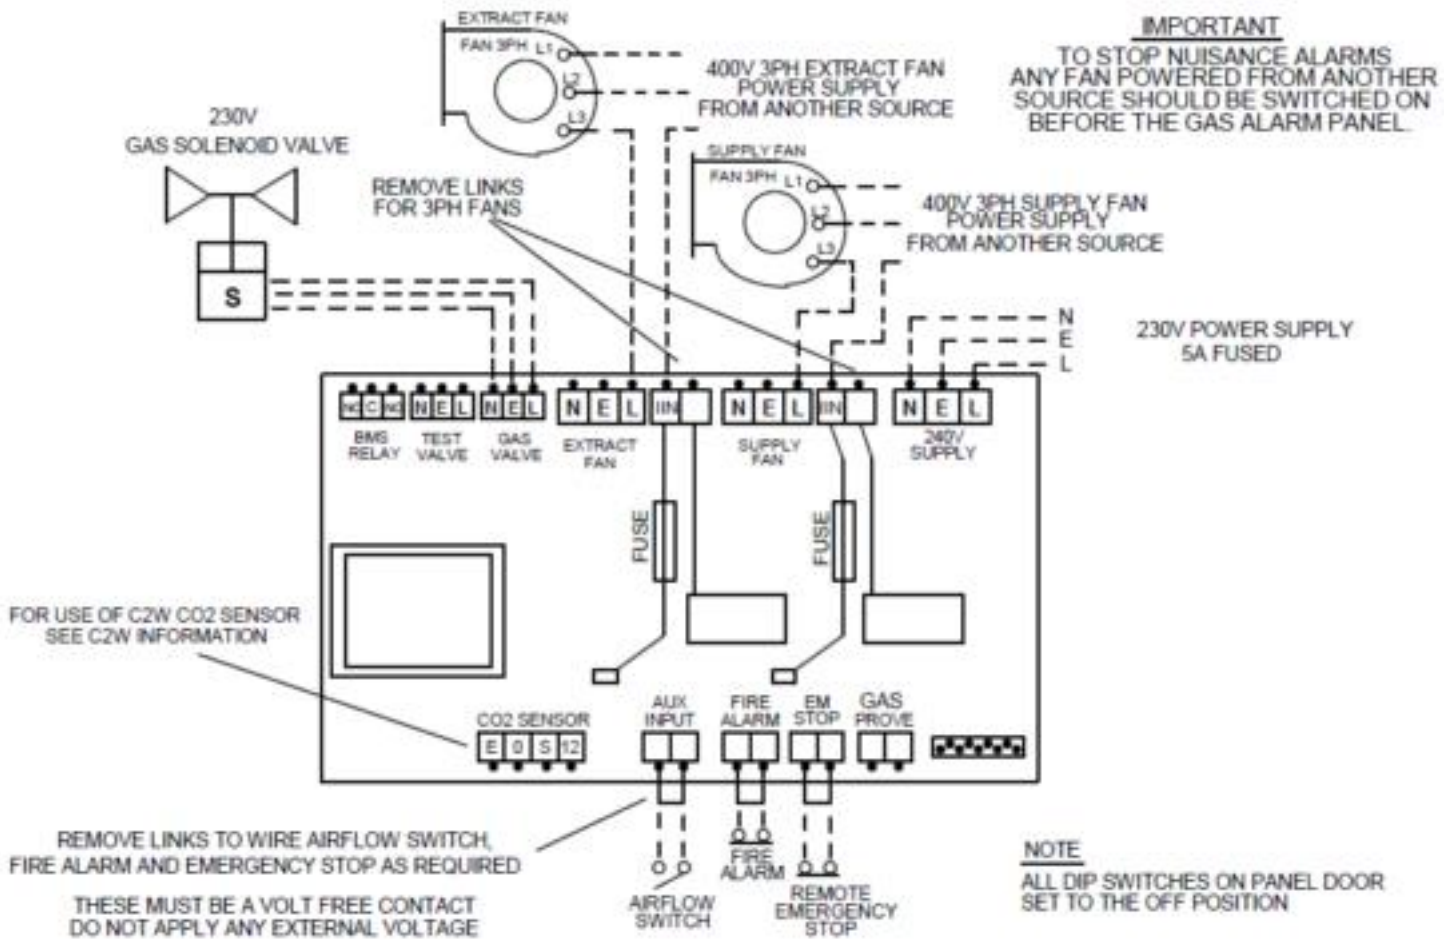 EXTRACT FAN
FAN 3PH
L1
L2
L3
400V 3PH EXTRACT FAN
POWER SUPPLY
FROM ANOTHER SOURCE
IMPORTANT
TO STOP NUISANCE ALARMS
ANY FAN POWERED FROM ANOTHER
SOURCE SHOULD BE SWITCHED ON
BEFORE THE GAS ALARM PANEL.
230V
GAS SOLENOID VALVE
S
REMOVE LINKS
FOR 3PH FANS
SUPPLY FAN
FAN 3PH
L1
L2
L3
400V 3PH SUPPLY FAN
POWER SUPPLY
FROM ANOTHER SOURCE
N
E
L
230V POWER SUPPLY
5A FUSED
C
N E L
N E L
N E L
IIN
N E L
IIN
N E L
BMS
RELAY
TEST
VALVE
GAS
VALVE
EXTRACT
FAN
SUPPLY
FAN
240V
SUPPLY
FUSE
FUSE
FOR USE OF C2W CO2 SENSOR
SEE C2W INFORMATION
CO2 SENSOR
E 0 S 12
AUX
INPUT
FIRE
ALARM
EM
STOP
GAS
PROVE
REMOVE LINKS TO WIRE AIRFLOW SWITCH,
FIRE ALARM AND EMERGENCY STOP AS REQUIRED
THESE MUST BE A VOLT FREE CONTACT
DO NOT APPLY ANY EXTERNAL VOLTAGE
AIRFLOW
SWITCH
FIRE
ALARM
REMOTE
EMERGENCY
STOP
NOTE
ALL DIP SWITCHES ON PANEL DOOR
SET TO THE OFF POSITION